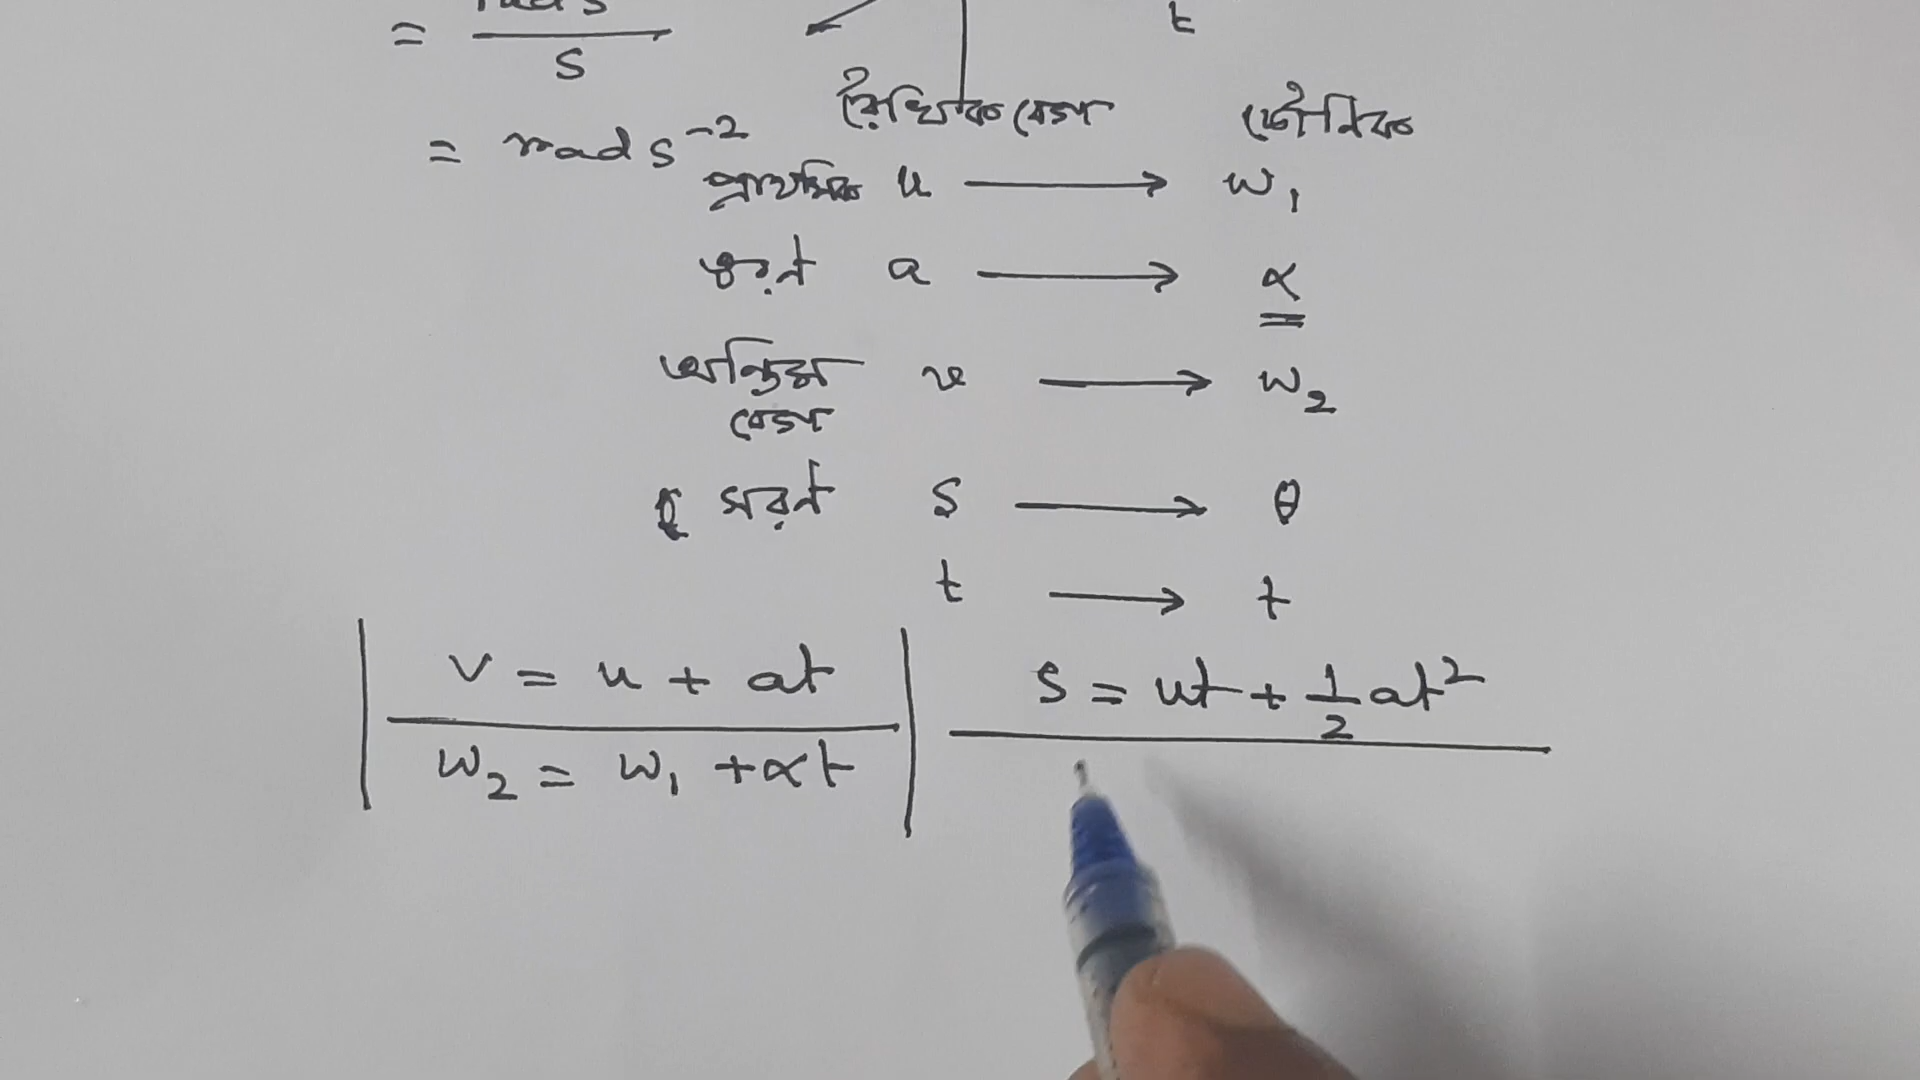 = rad s / s
t
রৈখিক বেগ কৌনিক
= rad s⁻²
প্রাথমিক u ⟶ ω₁
ত্বরণ a ⟶ α
অন্তিম বেগ v ⟶ ω₂
সরণ s ⟶ θ
t ⟶ t
v = u + at
ω₂ = ω₁ + αt
s = ut + ½at²